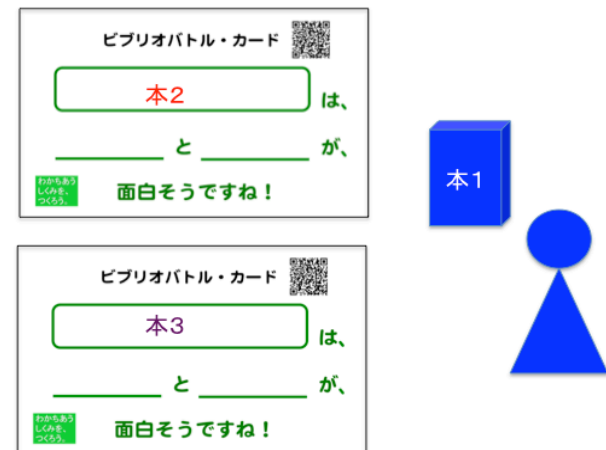 ビブリオバトル・カード
本2
は、
と が、
わかちあう
しくみを、
つくろう。
面白そうですね！
ビブリオバトル・カード
本3
は、
と が、
わかちあう
しくみを、
つくろう。
面白そうですね！
本1